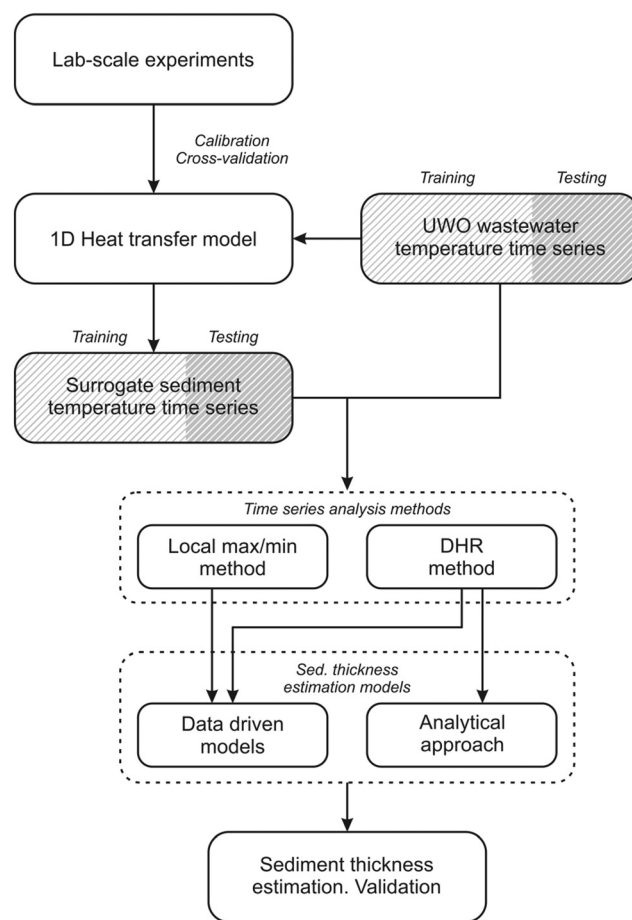 Lab-scale experiments
Calibration
Cross-validation
Training
Testing
1D Heat transfer model
UWO wastewater
temperature time series
Training
Testing
Surrogate sediment
temperature time series
Time series analysis methods
Local max/min
method
DHR
method
Sed. thickness
estimation models
Data driven
models
Analytical
approach
Sediment thickness
estimation. Validation